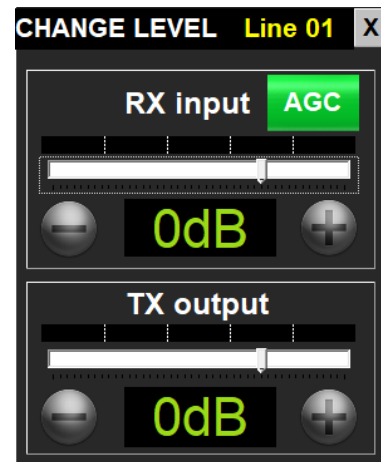 CHANGE LEVEL Line 01 X
RX input AGC
0dB
TX output
0dB